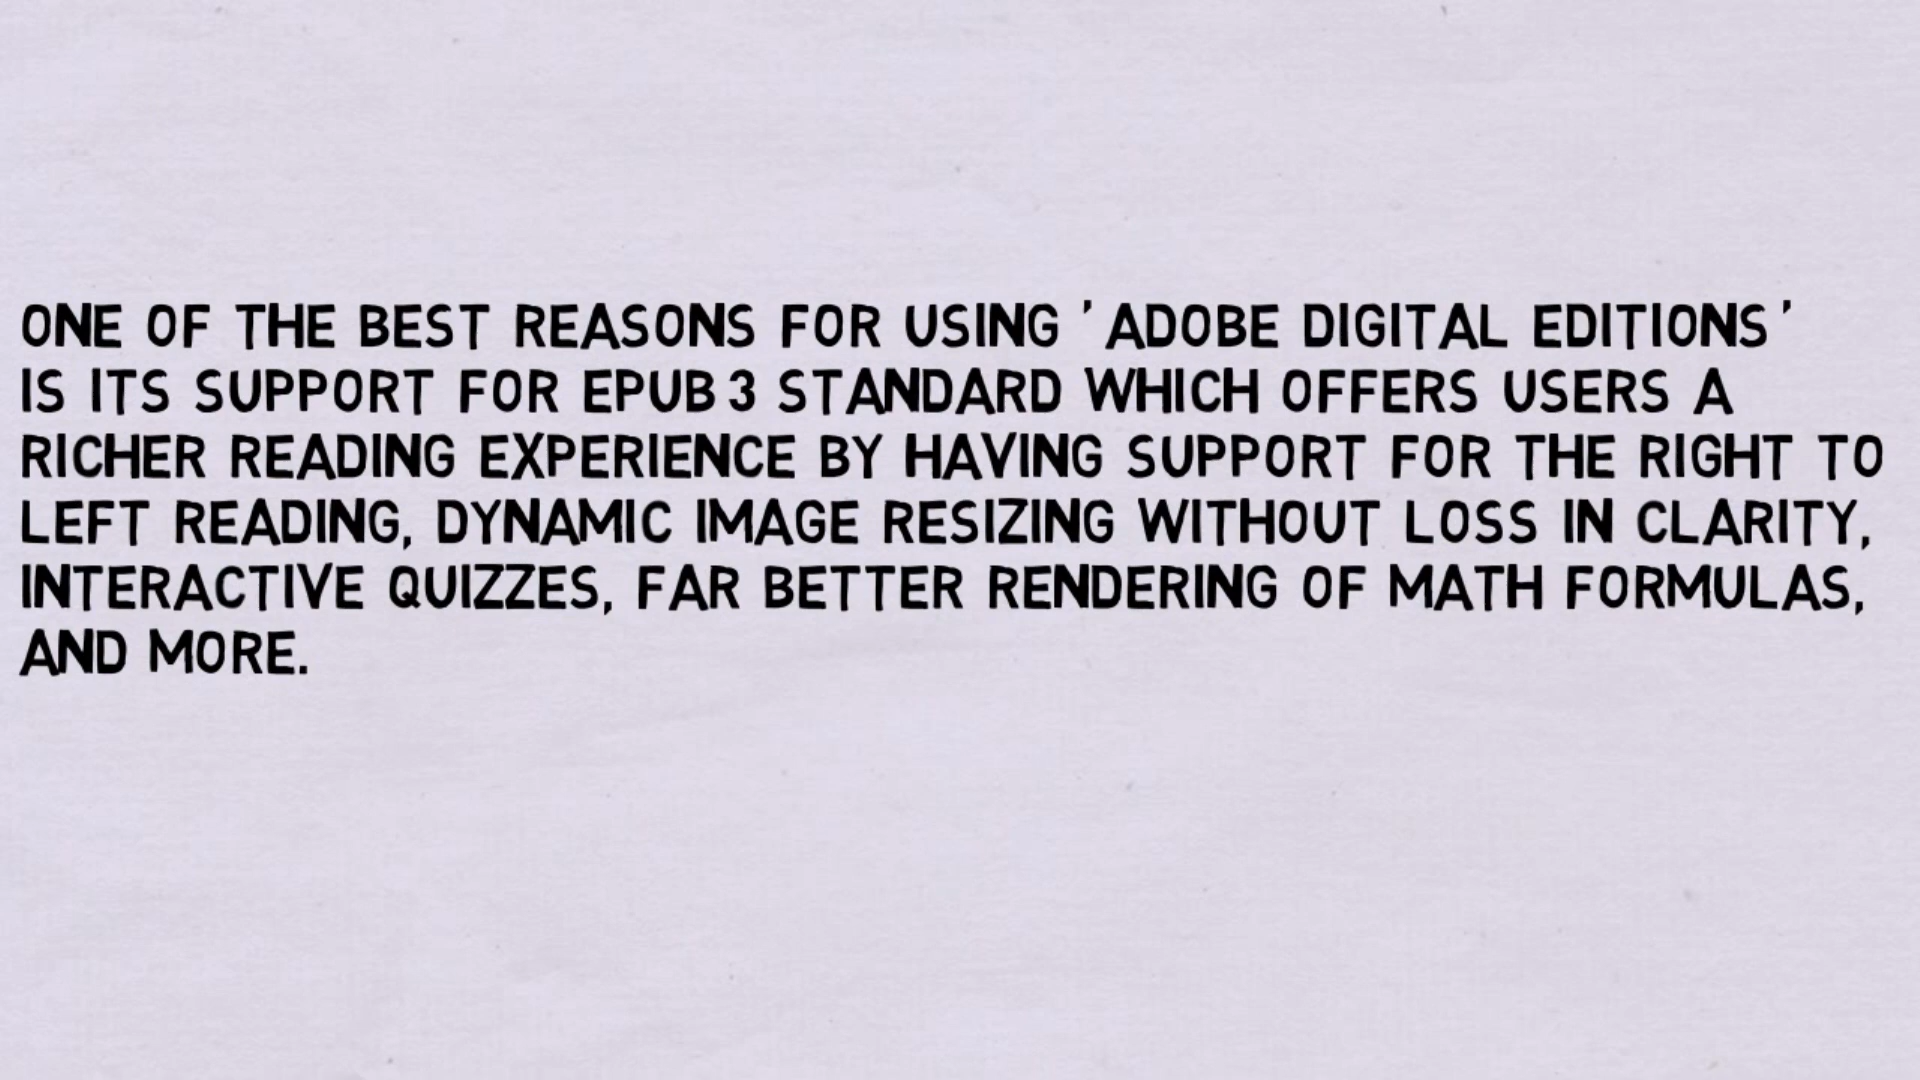 ONE OF THE BEST REASONS FOR USING 'ADOBE DIGITAL EDITIONS'
IS ITS SUPPORT FOR EPUB 3 STANDARD WHICH OFFERS USERS A
RICHER READING EXPERIENCE BY HAVING SUPPORT FOR THE RIGHT TO
LEFT READING, DYNAMIC IMAGE RESIZING WITHOUT LOSS IN CLARITY,
INTERACTIVE QUIZZES, FAR BETTER RENDERING OF MATH FORMULAS,
AND MORE.